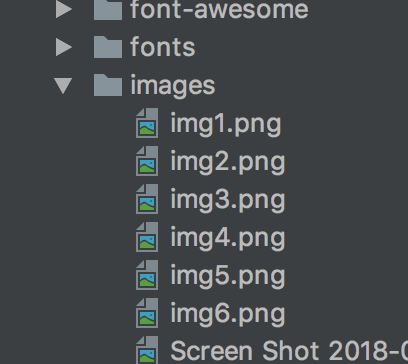 font-awesome
fonts
images
img1.png
img2.png
img3.png
img4.png
img5.png
img6.png
Screen Shot 2018-